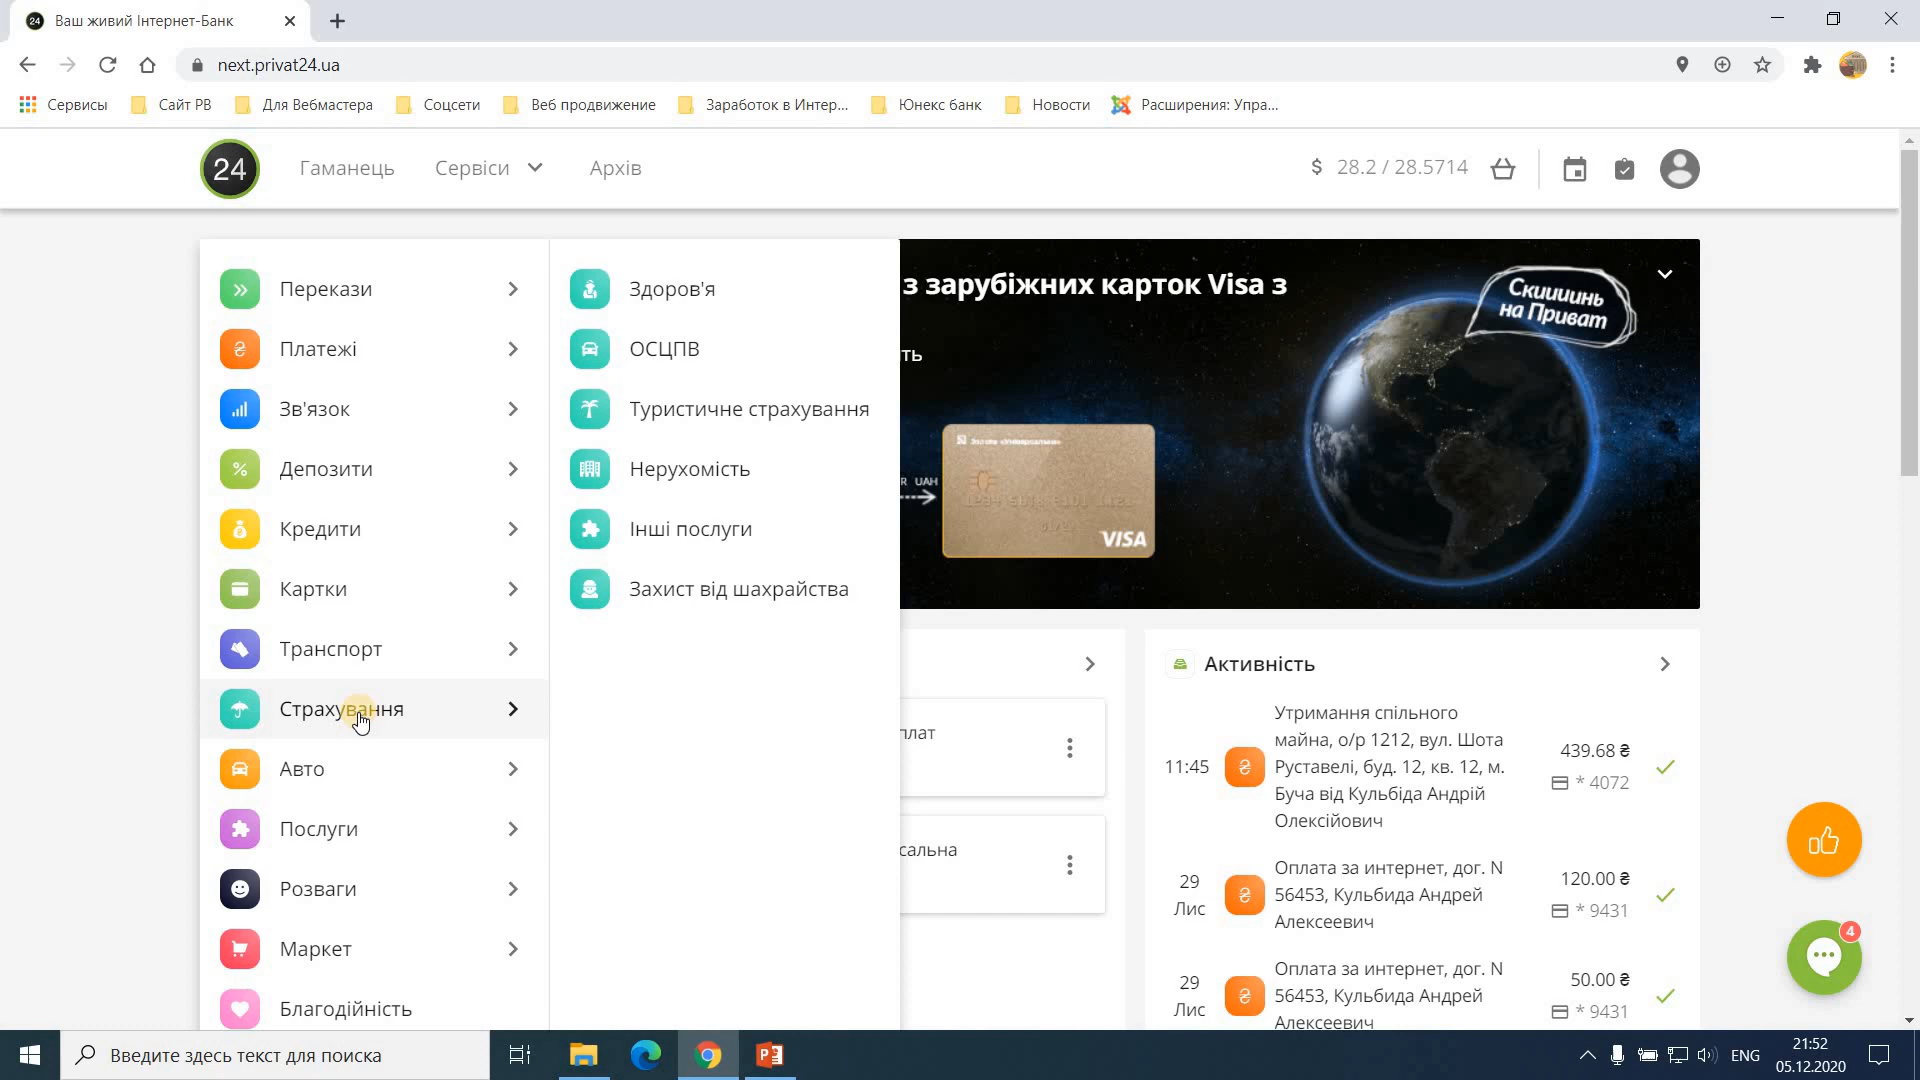 24 Ваш живий Інтернет-Банк
next.privat24.ua
Сервисы Сайт РВ Для Вебмастера Соцсети Веб продвижение Заработок в Интер... Юнекс банк Новости Расширения: Упра...
24 Гаманець Сервіси Архів $ 28.2 / 28.5714
Перекази
Платежі
Зв'язок
Депозити
Кредити
Картки
Транспорт
Страхування
Авто
Послуги
Розваги
Маркет
Благодійність
Здоров'я
ОСЦПВ
Туристичне страхування
Нерухомість
Інші послуги
Захист від шахрайства
з зарубіжних карток Visa з
ть
Скиииинь
на Приват
R UAH
VISA
плат
сальна
Активність
Утримання спільного
майна, о/р 1212, вул. Шота
11:45 Руставелі, буд. 12, кв. 12, м.
Буча від Кульбіда Андрій
Олексійович
439.68 ₴
* 4072
Оплата за интернет, дог. N
56453, Кульбида Андрей
Алексеевич
29
Лис
120.00 ₴
* 9431
Оплата за интернет, дог. N
56453, Кульбида Андрей
Алексеевич
29
Лис
50.00 ₴
* 9431
4
Введите здесь текст для поиска
ENG
21:52
05.12.2020